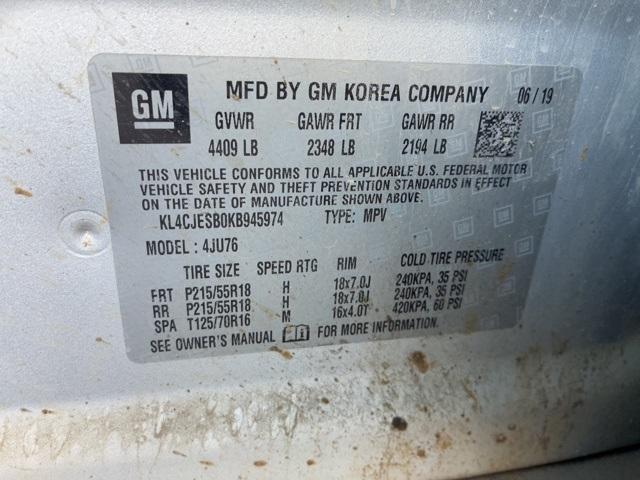 GM
MFD BY GM KOREA COMPANY 06/19
GVWR GAWR FRT GAWR RR
4409 LB 2348 LB 2194 LB
THIS VEHICLE CONFORMS TO ALL APPLICABLE U.S. FEDERAL MOTOR
VEHICLE SAFETY AND THEFT PREVENTION STANDARDS IN EFFECT
ON THE DATE OF MANUFACTURE SHOWN ABOVE.
KL4CJESB0KB945974 TYPE: MPV
MODEL: 4JU76
TIRE SIZE SPEED RTG RIM COLD TIRE PRESSURE
FRT P215/55R18 H 18x7.0J 240KPA, 35 PSI
RR P215/55R18 H 18x7.0J 240KPA, 35 PSI
SPA T125/70R16 M 16x4.0T 420KPA, 60 PSI
SEE OWNER'S MANUAL FOR MORE INFORMATION